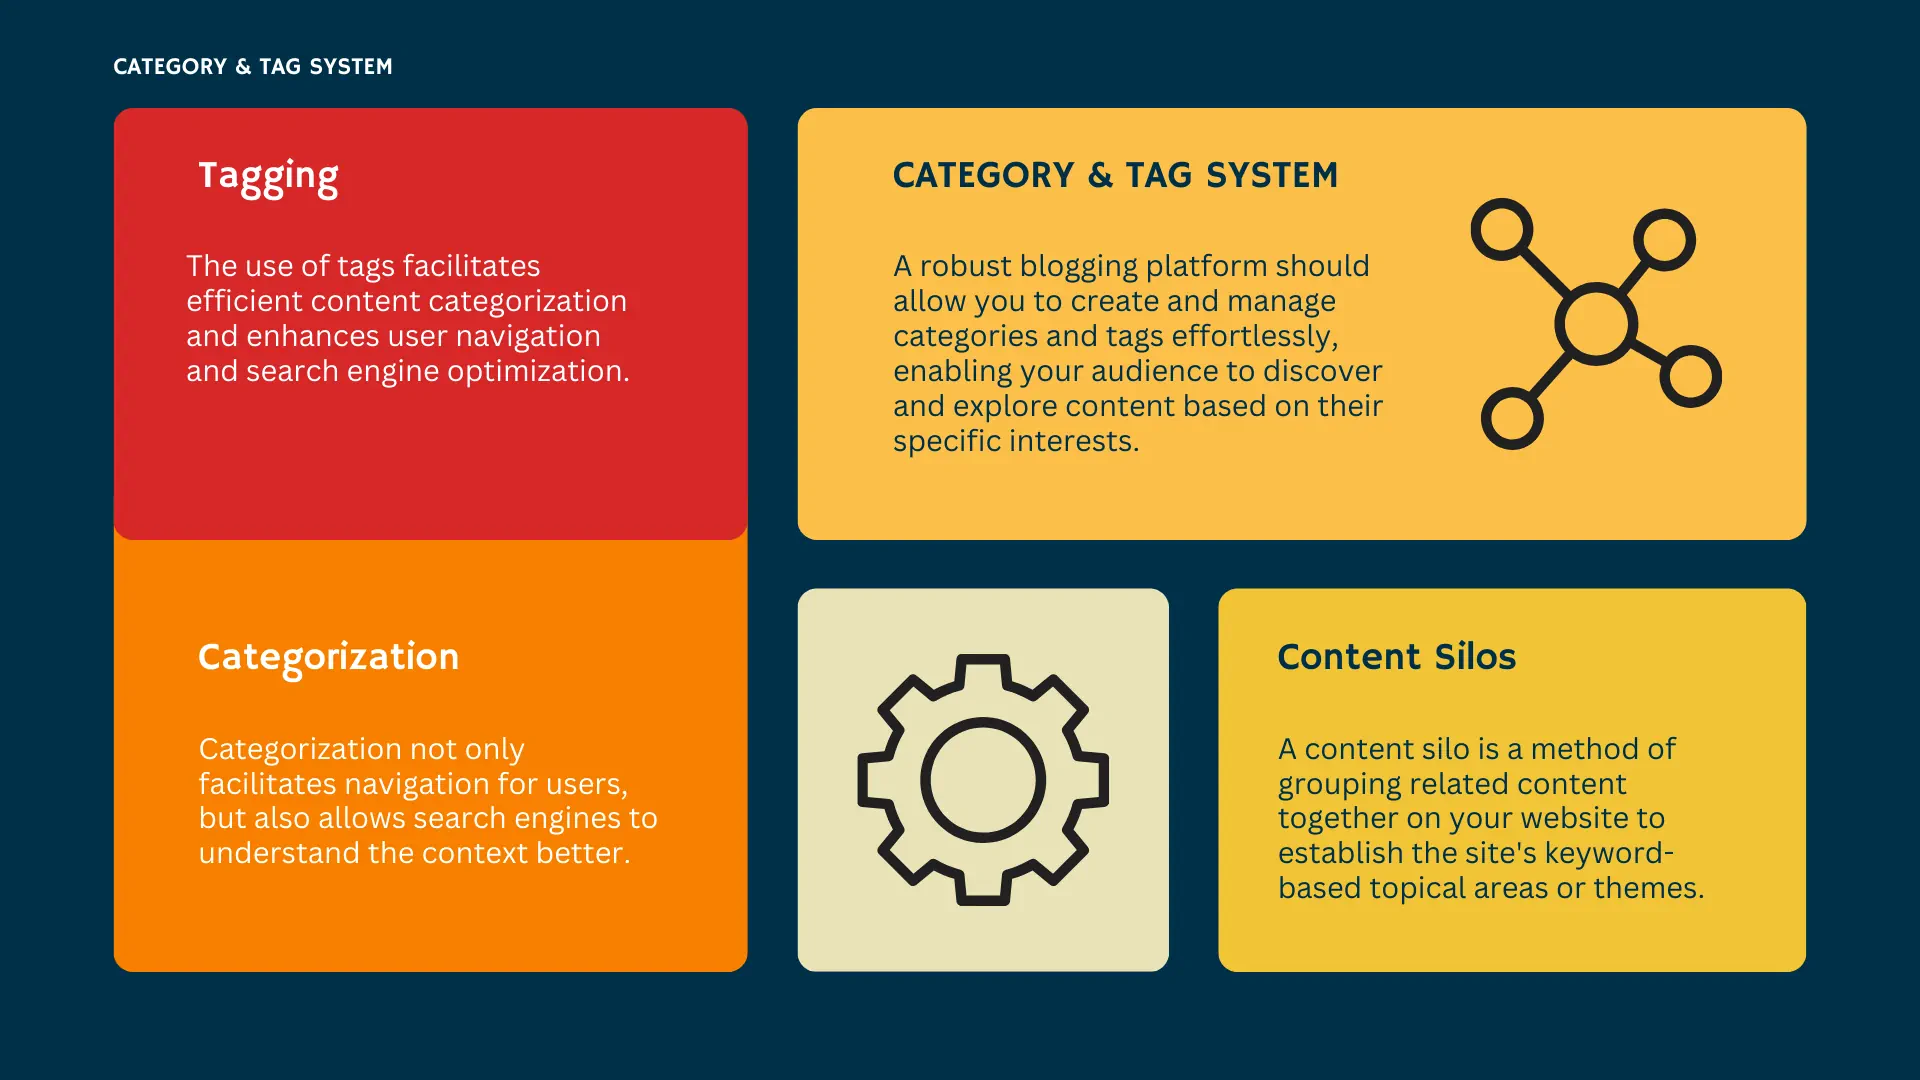 CATEGORY & TAG SYSTEM
Tagging
The use of tags facilitates
efficient content categorization
and enhances user navigation
and search engine optimization.
CATEGORY & TAG SYSTEM
A robust blogging platform should
allow you to create and manage
categories and tags effortlessly,
enabling your audience to discover
and explore content based on their
specific interests.
Categorization
Categorization not only
facilitates navigation for users,
but also allows search engines to
understand the context better.
Content Silos
A content silo is a method of
grouping related content
together on your website to
establish the site's keyword-
based topical areas or themes.